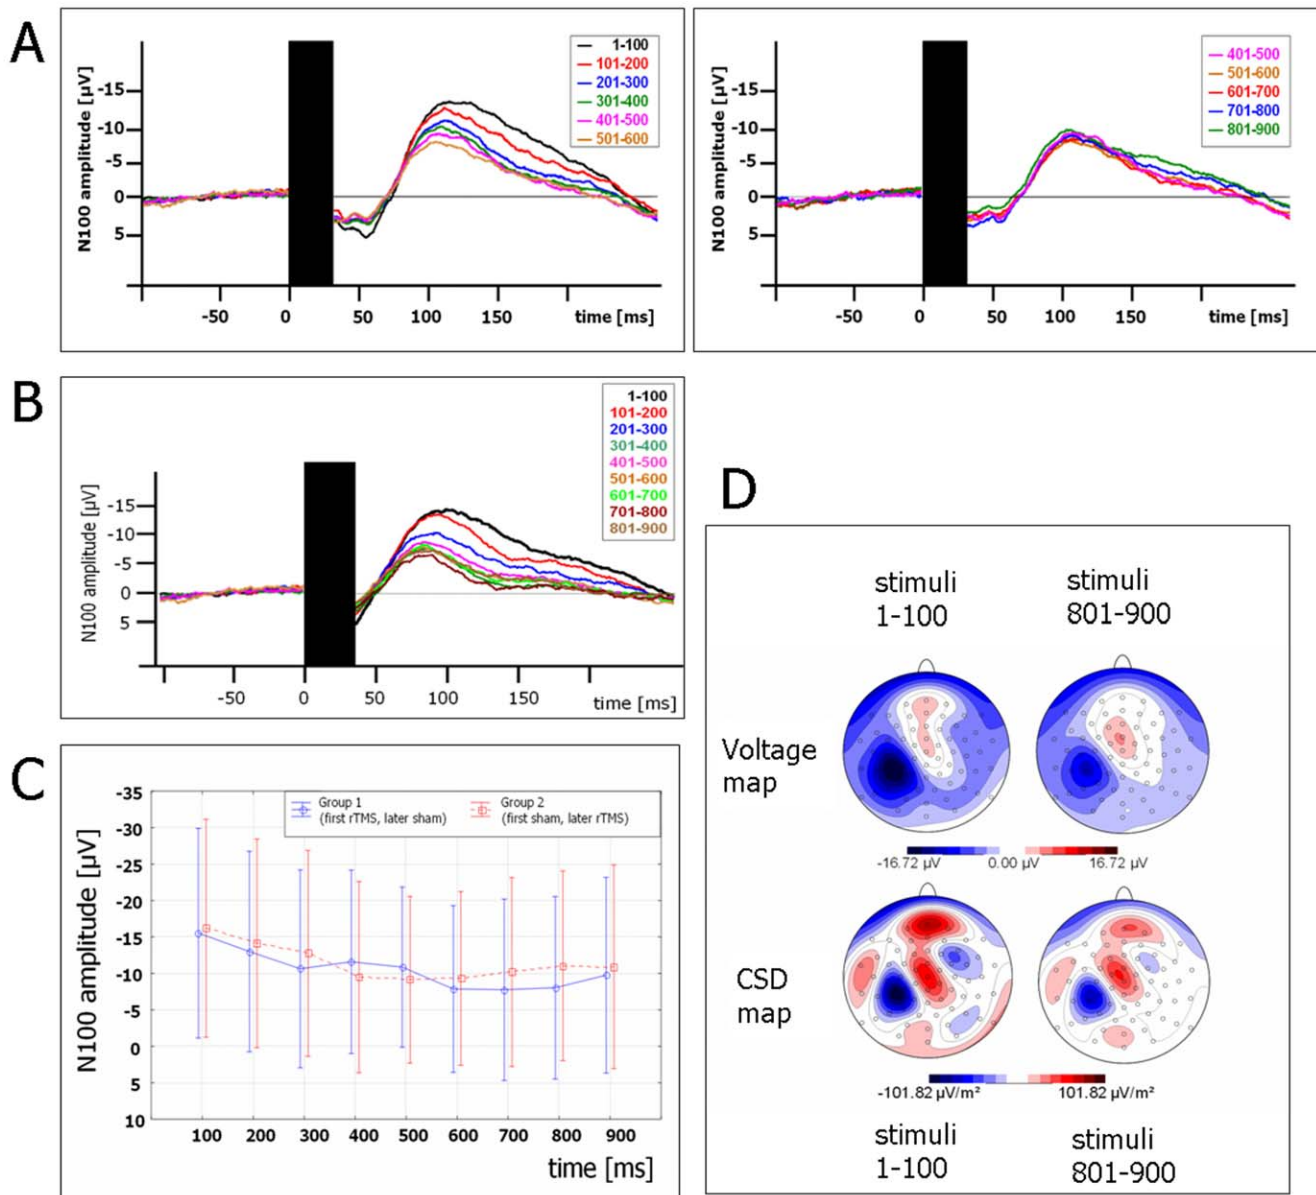 A
N100 amplitude [µV]
-15
-10
-5
0
5
-50
0
50
100
150
time [ms]
1-100
101-200
201-300
301-400
401-500
501-600
N100 amplitude [µV]
-15
-10
-5
0
5
-50
0
50
100
150
time [ms]
401-500
501-600
601-700
701-800
801-900
B
N100 amplitude [µV]
-15
-10
-5
0
5
-50
0
50
100
150
time [ms]
1-100
101-200
201-300
301-400
401-500
501-600
601-700
701-800
801-900
C
N100 amplitude [µV]
-35
-30
-25
-20
-15
-10
-5
0
5
10
Group 1
(first rTMS, later sham)
Group 2
(first sham, later rTMS)
100 200 300 400 500 600 700 800 900
time [ms]
D
stimuli
1-100
stimuli
801-900
Voltage
map
-16.72 µV 0.00 µV 16.72 µV
CSD
map
-101.82 µV/m² 101.82 µV/m²
stimuli
1-100
stimuli
801-900